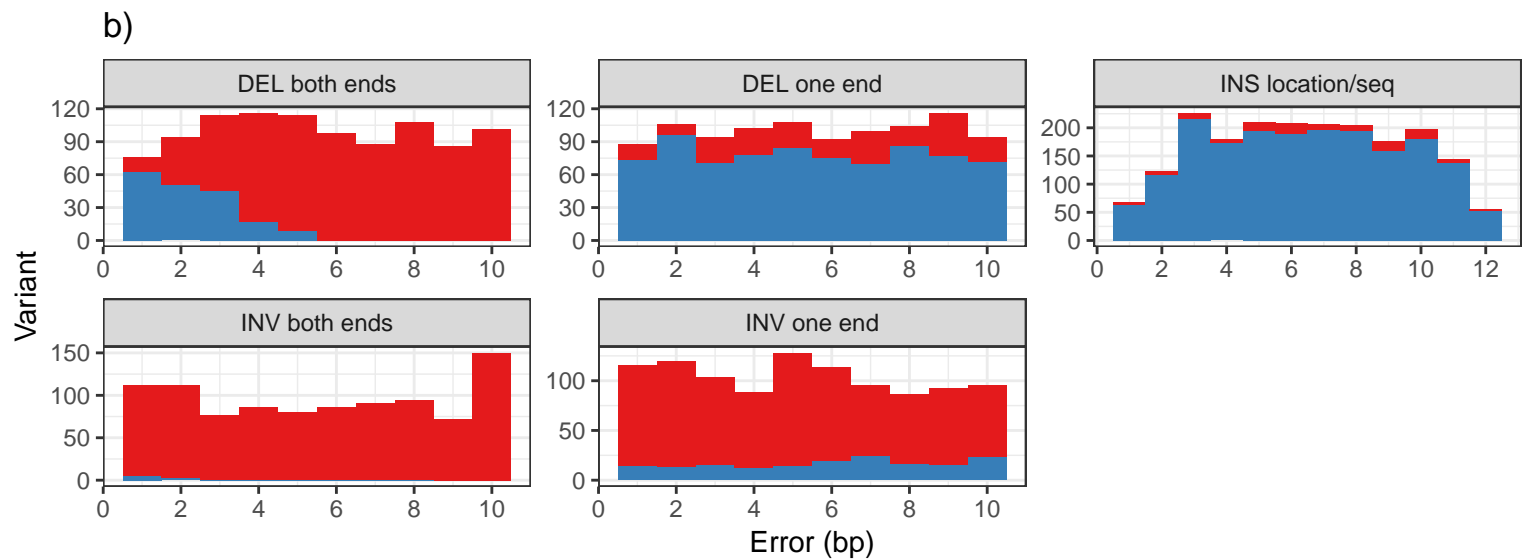 b)
DEL both ends
DEL one end
INS location/seq
120
90
60
30
0
0 2 4 6 8 10
120
90
60
30
0
0 2 4 6 8 10
200
150
100
50
0
0 2 4 6 8 10 12
Variant
INV both ends
INV one end
150
100
50
0
0 2 4 6 8 10
100
50
0
0 2 4 6 8 10
Error (bp)